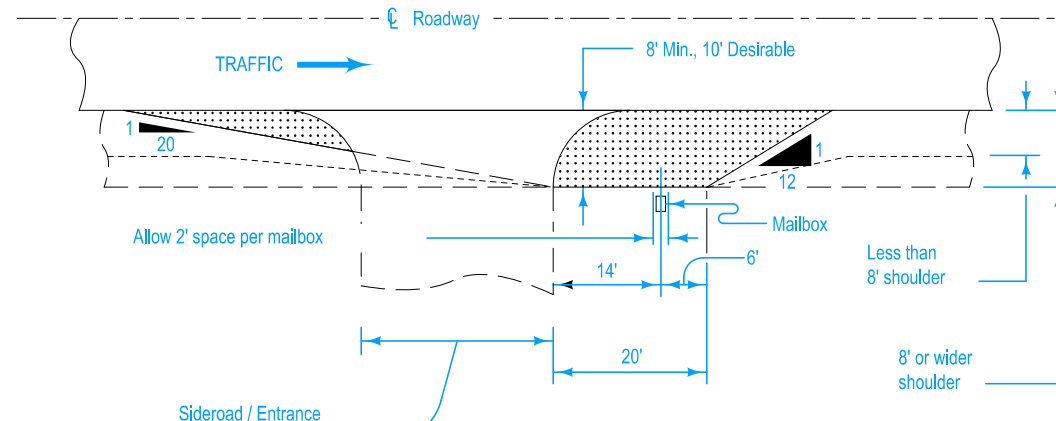 ℄ Roadway
TRAFFIC
8' Min., 10' Desirable
1
20
1
12
Mailbox
Allow 2' space per mailbox
6'
14'
Less than
8' shoulder
20'
8' or wider
shoulder
Sideroad / Entrance